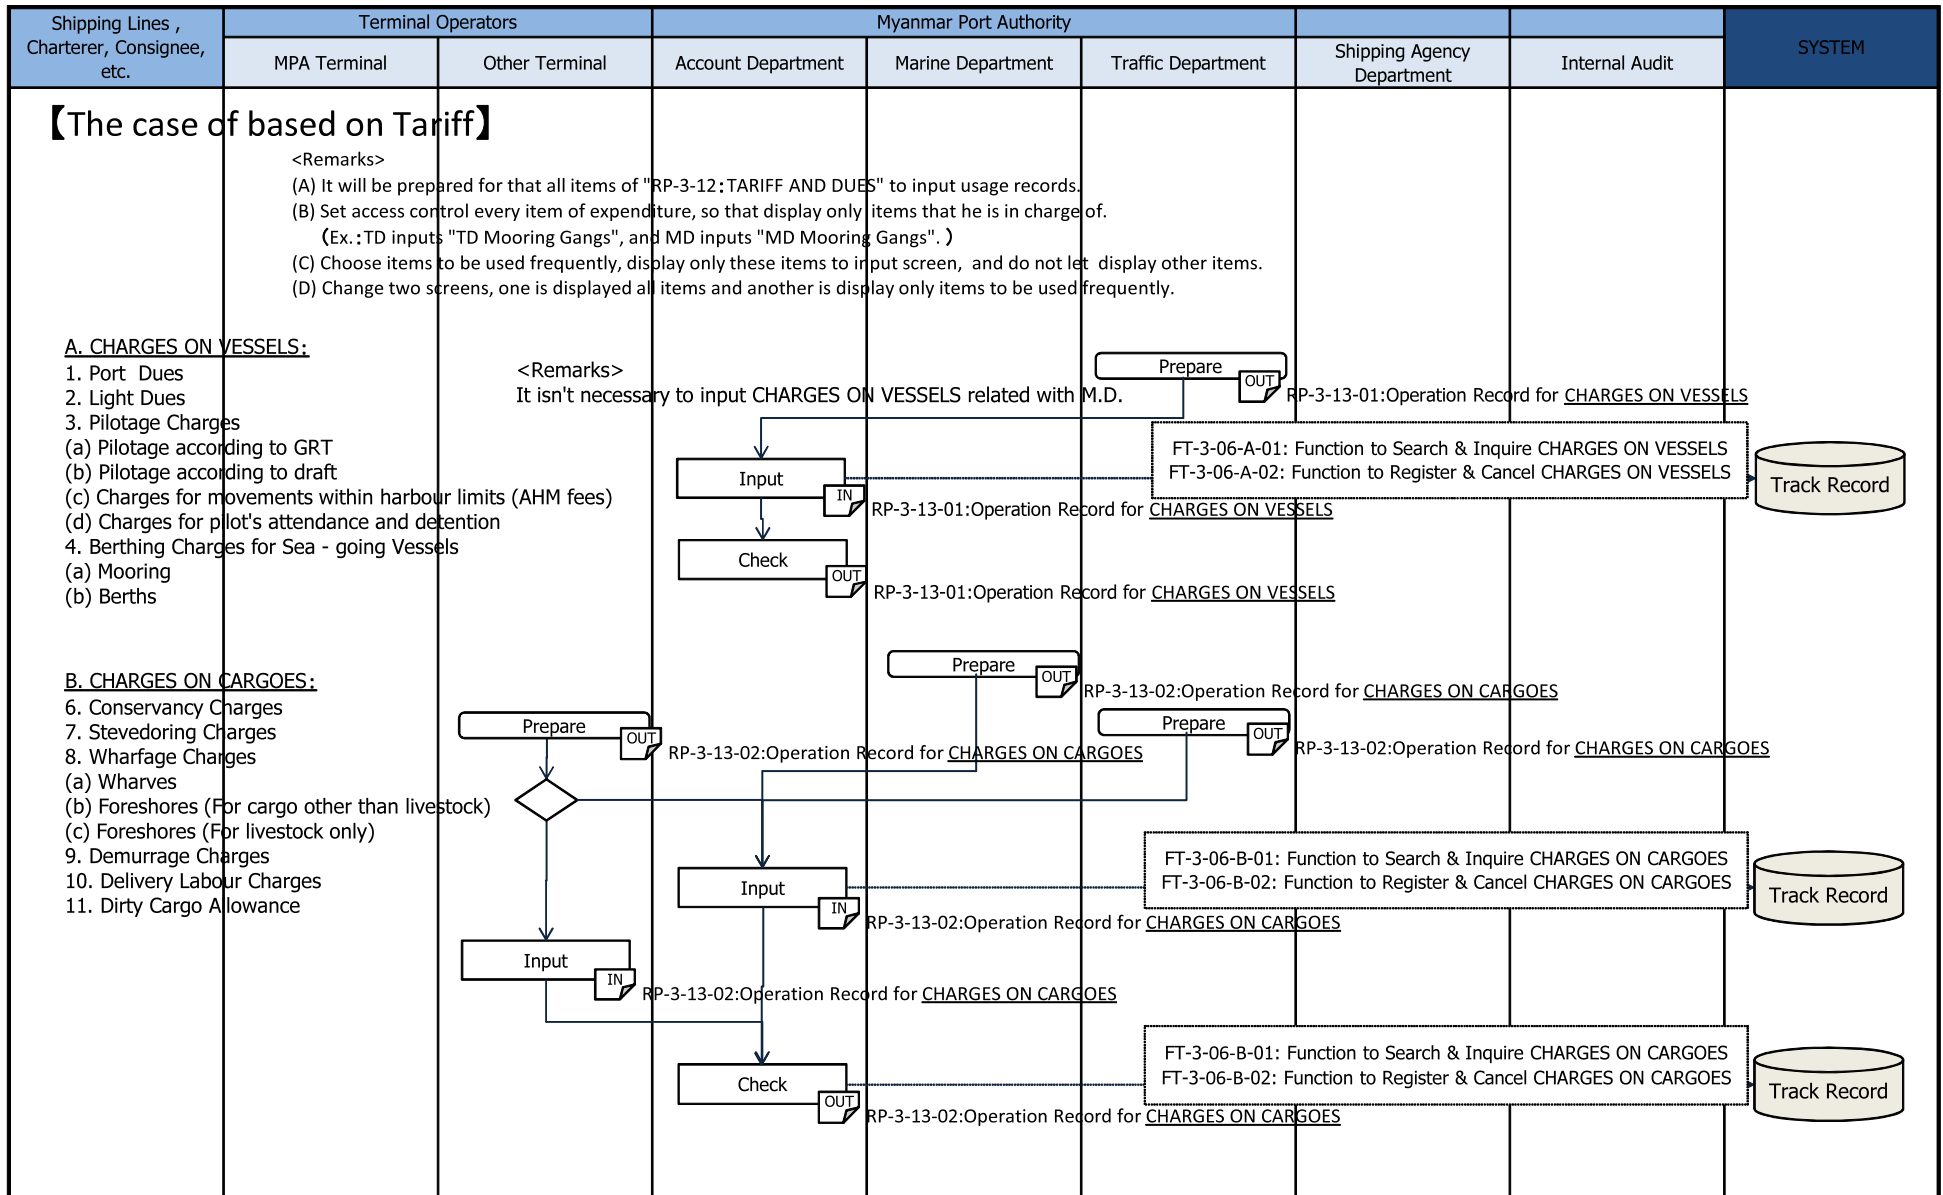 Shipping Lines ,
Charterer, Consignee,
etc.
Terminal Operators
Myanmar Port Authority
MPA Terminal
Other Terminal
Account Department
Marine Department
Traffic Department
Shipping Agency
Department
Internal Audit
SYSTEM
【The case of based on Tariff】
<Remarks>
(A) It will be prepared for that all items of "RP-3-12：TARIFF AND DUES" to input usage records.
(B) Set access control every item of expenditure, so that display only items that he is in charge of.
（Ex.：TD inputs "TD Mooring Gangs", and MD inputs "MD Mooring Gangs". ）
(C) Choose items to be used frequently, display only these items to input screen, and do not let display other items.
(D) Change two screens, one is displayed all items and another is display only items to be used frequently.
A. CHARGES ON VESSELS：
1. Port Dues
2. Light Dues
3. Pilotage Charges
(a) Pilotage according to GRT
(b) Pilotage according to draft
(c) Charges for movements within harbour limits (AHM fees)
(d) Charges for pilot's attendance and detention
4. Berthing Charges for Sea - going Vessels
(a) Mooring
(b) Berths
<Remarks>
It isn't necessary to input CHARGES ON VESSELS related with M.D.
Prepare
OUT
RP-3-13-01:Operation Record for CHARGES ON VESSELS
FT-3-06-A-01: Function to Search & Inquire CHARGES ON VESSELS
FT-3-06-A-02: Function to Register & Cancel CHARGES ON VESSELS
Track Record
Input
IN
RP-3-13-01:Operation Record for CHARGES ON VESSELS
Check
OUT
RP-3-13-01:Operation Record for CHARGES ON VESSELS
B. CHARGES ON CARGOES：
6. Conservancy Charges
7. Stevedoring Charges
8. Wharfage Charges
(a) Wharves
(b) Foreshores (For cargo other than livestock)
(c) Foreshores (For livestock only)
9. Demurrage Charges
10. Delivery Labour Charges
11. Dirty Cargo Allowance
Prepare
OUT
RP-3-13-02:Operation Record for CHARGES ON CARGOES
Prepare
OUT
RP-3-13-02:Operation Record for CHARGES ON CARGOES
Prepare
OUT
RP-3-13-02:Operation Record for CHARGES ON CARGOES
FT-3-06-B-01: Function to Search & Inquire CHARGES ON CARGOES
FT-3-06-B-02: Function to Register & Cancel CHARGES ON CARGOES
Track Record
Input
IN
RP-3-13-02:Operation Record for CHARGES ON CARGOES
Input
IN
RP-3-13-02:Operation Record for CHARGES ON CARGOES
FT-3-06-B-01: Function to Search & Inquire CHARGES ON CARGOES
FT-3-06-B-02: Function to Register & Cancel CHARGES ON CARGOES
Track Record
Check
OUT
RP-3-13-02:Operation Record for CHARGES ON CARGOES